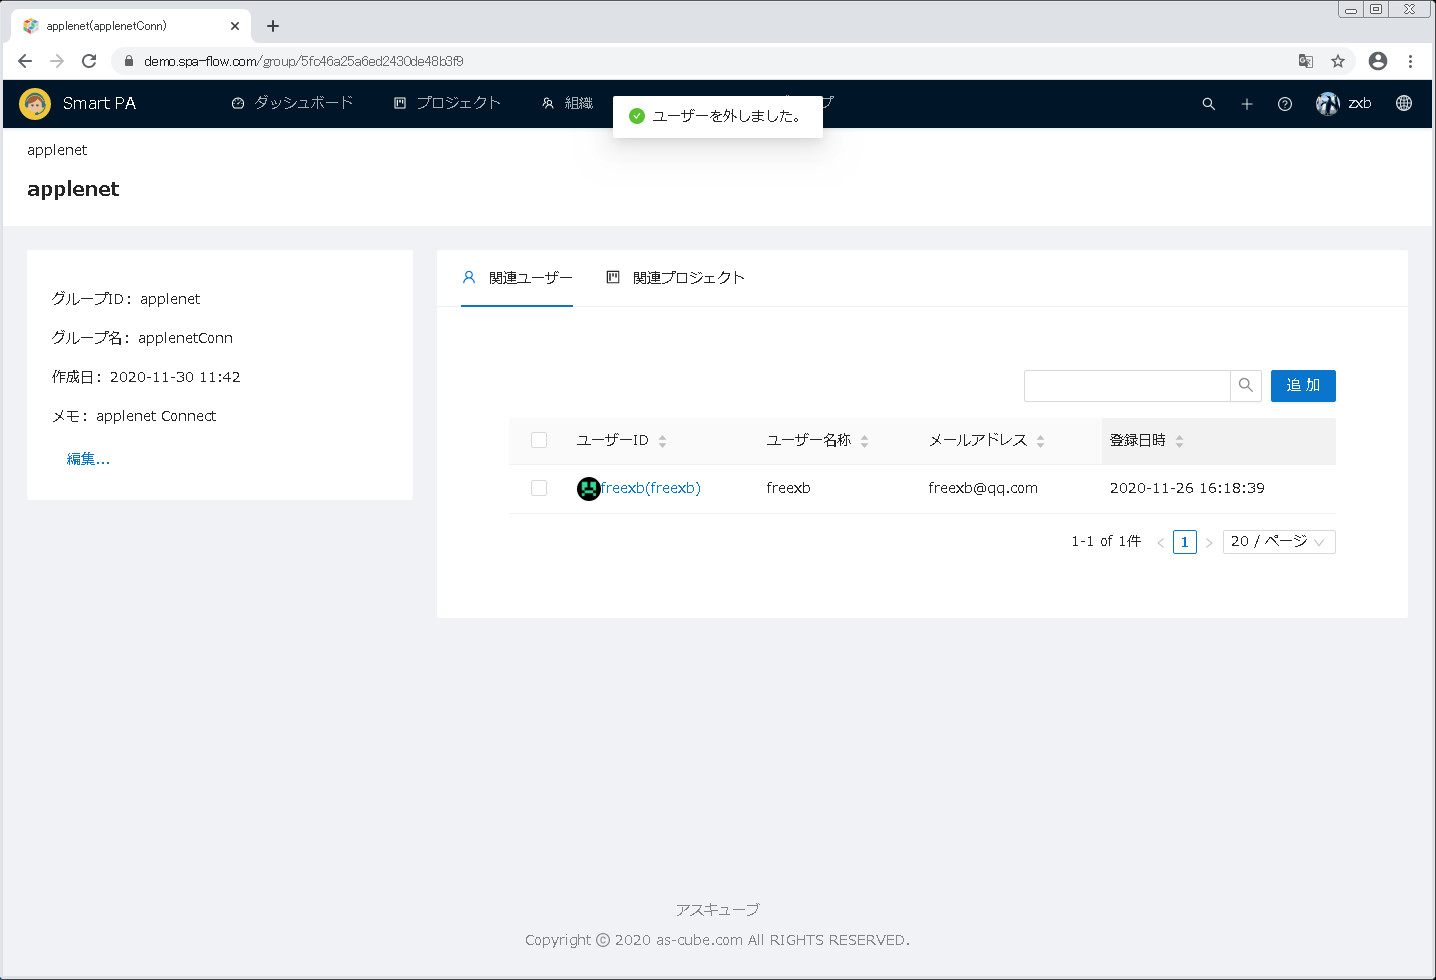 applenet(applenetConn)
demo.spa-flow.com/group/5fc46a25a6ed2430de48b3f9
Smart PA
ダッシュボード
プロジェクト
組織
プ
zxb
ユーザーを外しました。
applenet
applenet
グループID: applenet
グループ名: applenetConn
作成日: 2020-11-30 11:42
メモ: applenet Connect
編集...
関連ユーザー
関連プロジェクト
追 加
ユーザーID
ユーザー名称
メールアドレス
登録日時
freexb(freexb)
freexb
freexb@qq.com
2020-11-26 16:18:39
1-1 of 1件
1
20 / ページ
アスキューブ
Copyright © 2020 as-cube.com All RIGHTS RESERVED.